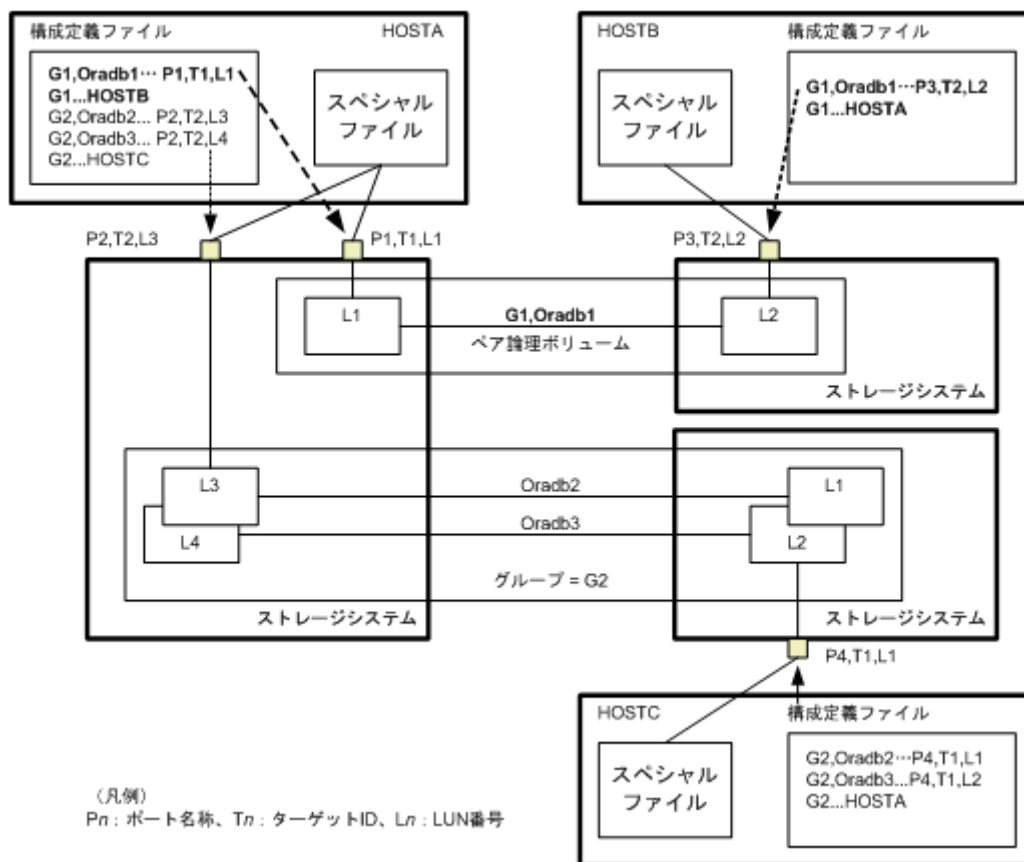 構成定義ファイル
HOSTA
G1,Oradb1… P1,T1,L1
G1...HOSTB
G2,Oradb2... P2,T2,L3
G2,Oradb3... P2,T2,L4
G2...HOSTC
スペシャル
ファイル
HOSTB
構成定義ファイル
スペシャル
ファイル
G1,Oradb1…P3,T2,L2
G1...HOSTA
P2,T2,L3
P1,T1,L1
P3,T2,L2
L1
G1,Oradb1
ペア論理ボリューム
L2
ストレージシステム
L3
L4
Oradb2
Oradb3
L1
L2
グループ = G2
ストレージシステム
ストレージシステム
P4,T1,L1
HOSTC
構成定義ファイル
スペシャル
ファイル
G2,Oradb2…P4,T1,L1
G2,Oradb3...P4,T1,L2
G2...HOSTA
（凡例）
Pn : ポート名称、Tn : ターゲットID、Ln : LUN番号